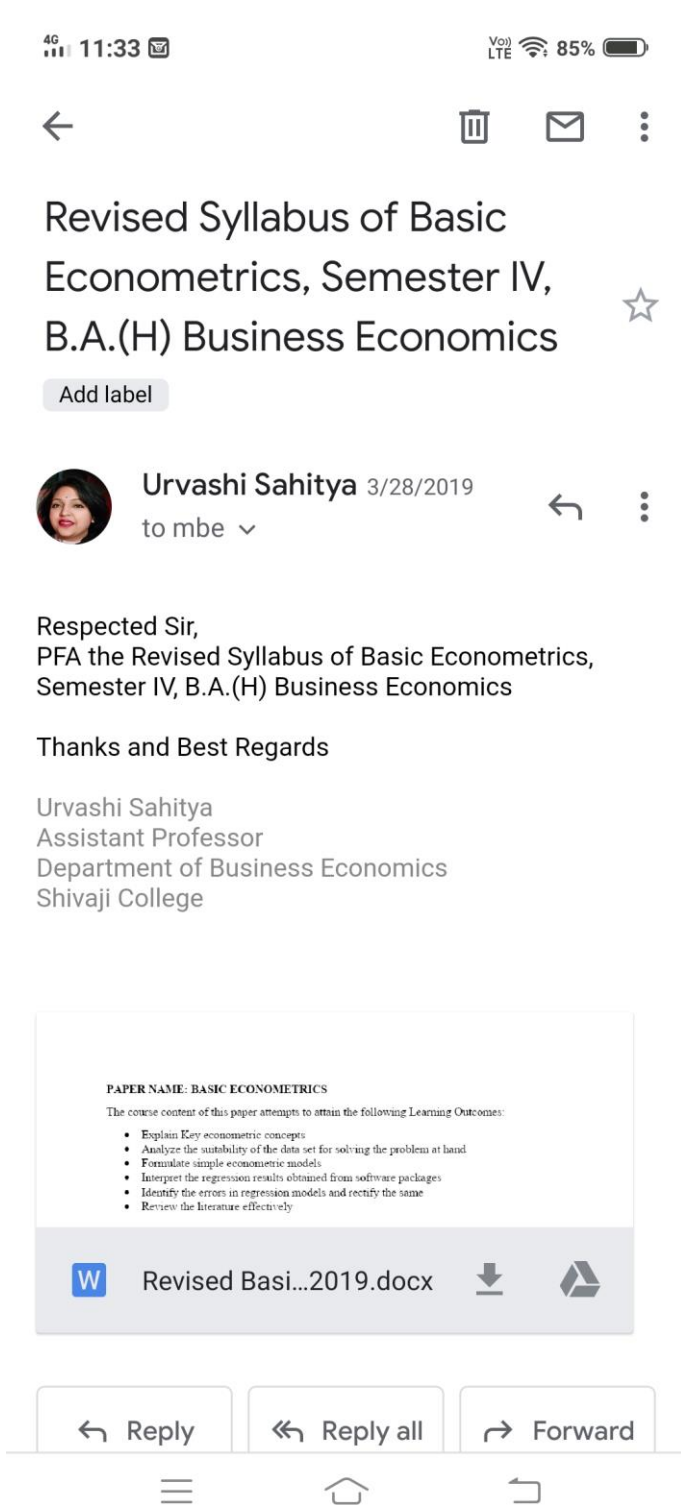 4G 11:33 Vo)) LTE 85%
Revised Syllabus of Basic
Econometrics, Semester IV,
B.A.(H) Business Economics
Add label
Urvashi Sahitya 3/28/2019
to mbe
Respected Sir,
PFA the Revised Syllabus of Basic Econometrics,
Semester IV, B.A.(H) Business Economics
Thanks and Best Regards
Urvashi Sahitya
Assistant Professor
Department of Business Economics
Shivaji College
PAPER NAME: BASIC ECONOMETRICS
The course content of this paper attempts to attain the following Learning Outcomes:
• Explain Key econometric concepts
• Analyze the suitability of the data set for solving the problem at hand
• Formulate simple econometric models
• Interpret the regression results obtained from software packages
• Identify the errors in regression models and rectify the same
• Review the literature effectively
W Revised Basi...2019.docx
Reply Reply all Forward